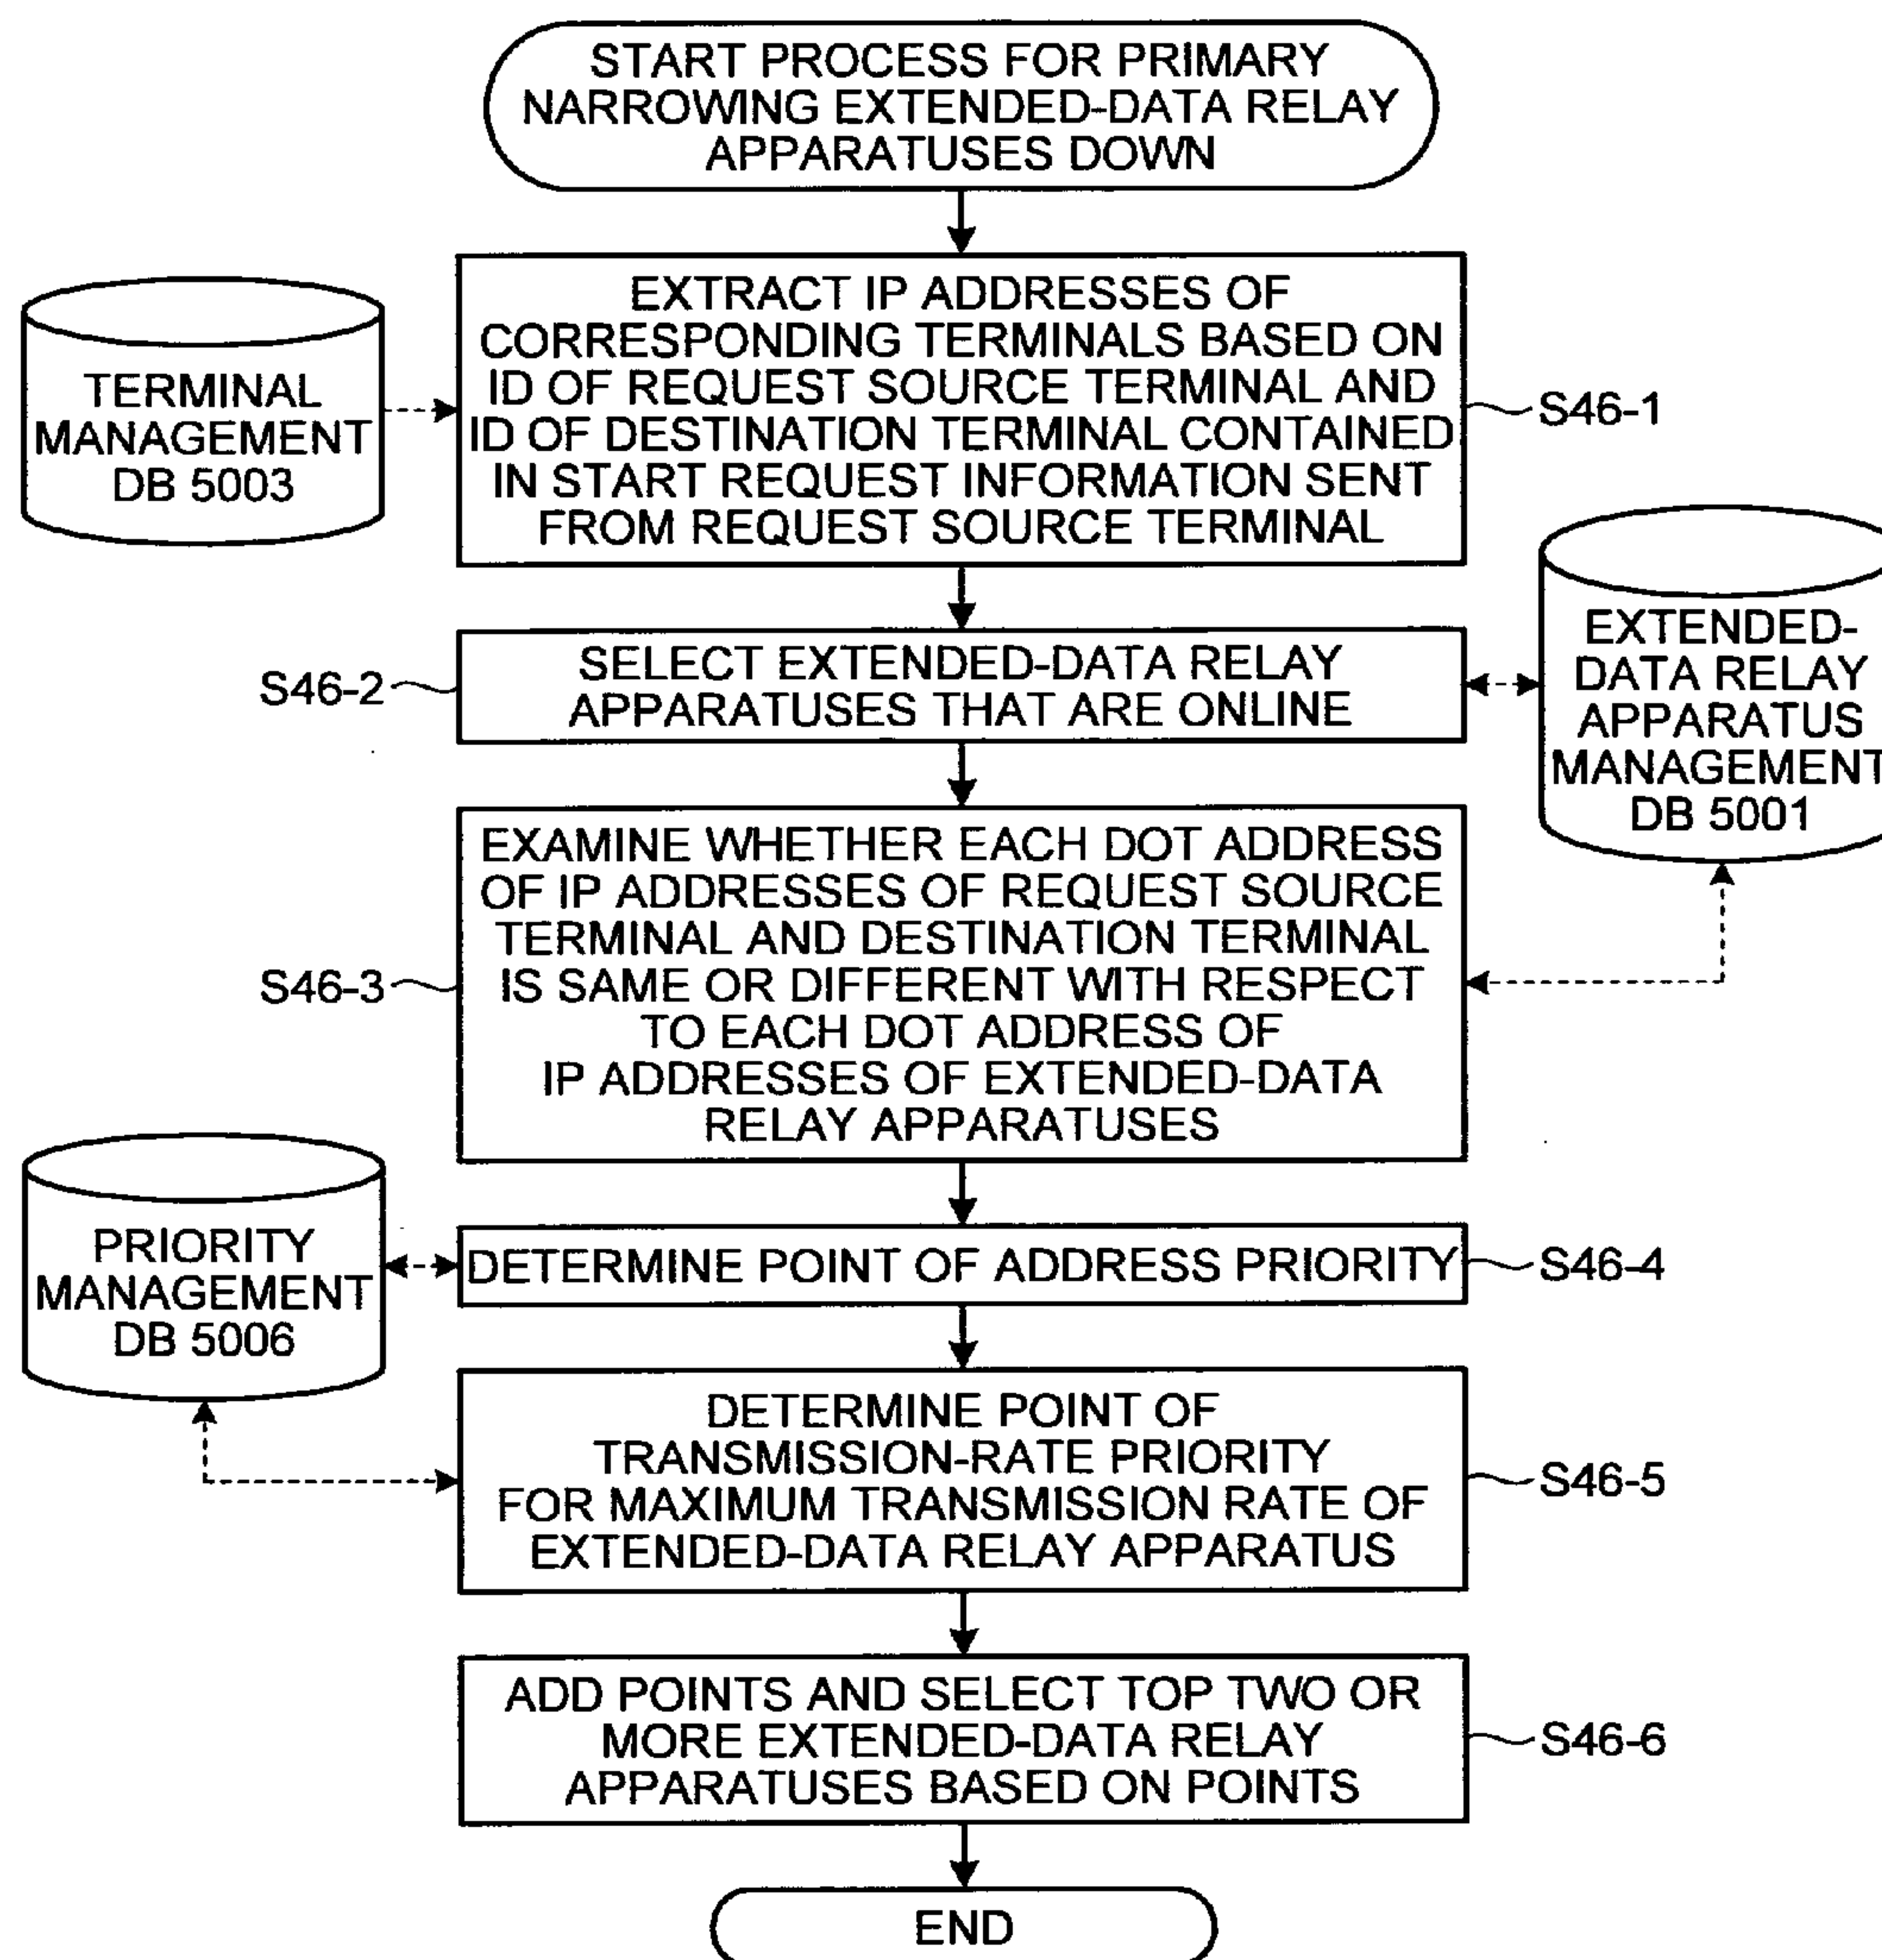 START PROCESS FOR PRIMARY
NARROWING EXTENDED-DATA RELAY
APPARATUSES DOWN
TERMINAL
MANAGEMENT
DB 5003
EXTRACT IP ADDRESSES OF
CORRESPONDING TERMINALS BASED ON
ID OF REQUEST SOURCE TERMINAL AND
ID OF DESTINATION TERMINAL CONTAINED
IN START REQUEST INFORMATION SENT
FROM REQUEST SOURCE TERMINAL
S46-1
S46-2
SELECT EXTENDED-DATA RELAY
APPARATUSES THAT ARE ONLINE
EXTENDED-
DATA RELAY
APPARATUS
MANAGEMENT
DB 5001
S46-3
EXAMINE WHETHER EACH DOT ADDRESS
OF IP ADDRESSES OF REQUEST SOURCE
TERMINAL AND DESTINATION TERMINAL
IS SAME OR DIFFERENT WITH RESPECT
TO EACH DOT ADDRESS OF
IP ADDRESSES OF EXTENDED-DATA
RELAY APPARATUSES
PRIORITY
MANAGEMENT
DB 5006
DETERMINE POINT OF ADDRESS PRIORITY
S46-4
DETERMINE POINT OF
TRANSMISSION-RATE PRIORITY
FOR MAXIMUM TRANSMISSION RATE OF
EXTENDED-DATA RELAY APPARATUS
S46-5
ADD POINTS AND SELECT TOP TWO OR
MORE EXTENDED-DATA RELAY
APPARATUSES BASED ON POINTS
S46-6
END